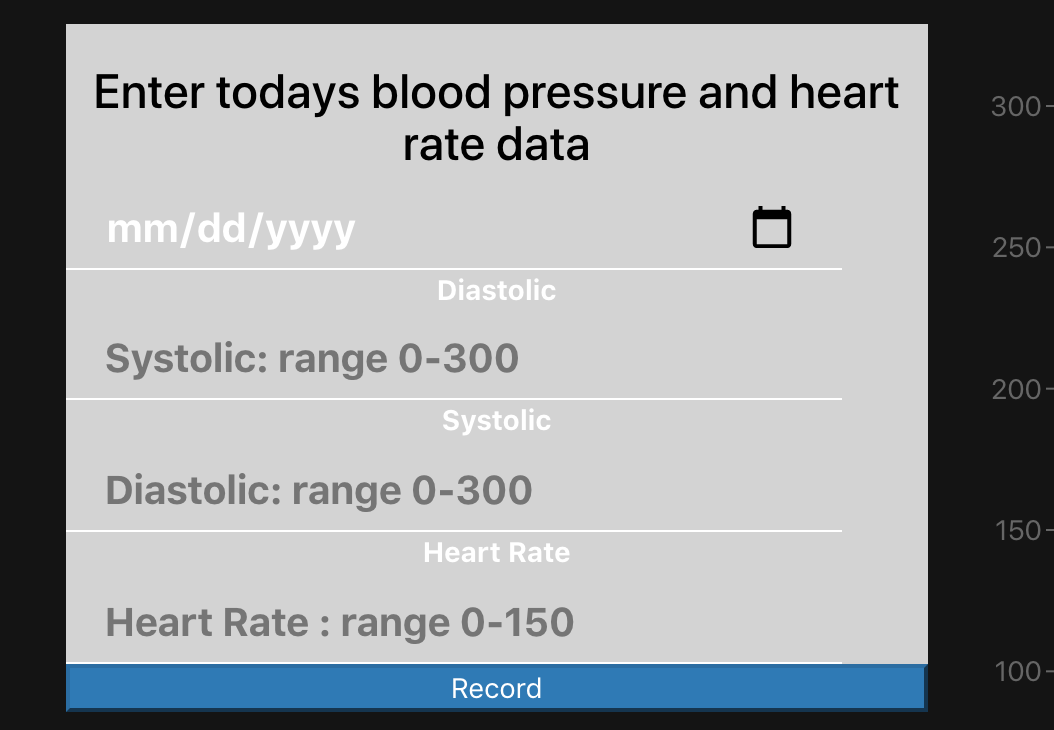 Enter todays blood pressure and heart
rate data
mm/dd/yyyy
Diastolic
Systolic: range 0-300
Systolic
Diastolic: range 0-300
Heart Rate
Heart Rate : range 0-150
Record
300
250
200
150
100